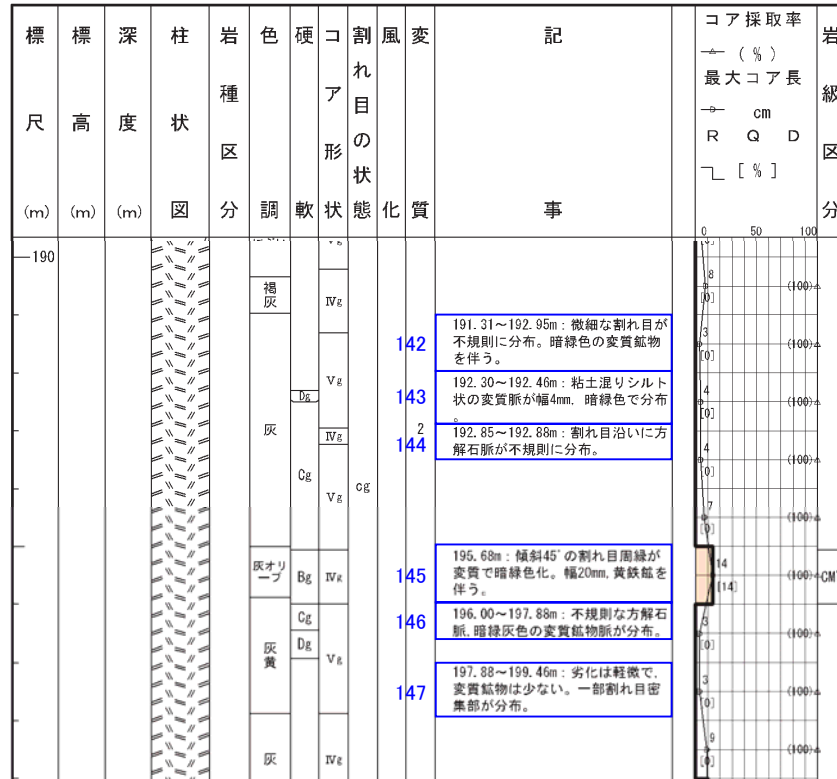 標尺(m)
標高(m)
深度(m)
柱状図
岩種区分
色調
硬軟
コア形状
割れ目の状態
風化
変質
記事
コア採取率
(%)
最大コア長
cm
R Q D
[%]
岩級区分
0 50 100
190
褐灰
灰
灰オリーブ
灰黄
灰
Dg
Cg
Bg
Cg
Dg
Ⅳg
Ⅴg
Ⅳg
Ⅴg
Ⅳg
Ⅴg
Ⅳg
cg
2
142
191.31~192.95m:微細な割れ目が
不規則に分布。暗緑色の変質鉱物
を伴う。
143
192.30~192.46m:粘土混りシルト
状の変質脈が幅4mm, 暗緑色で分布
。
144
192.85~192.88m:割れ目沿いに方
解石脈が不規則に分布。
145
195.68m:傾斜45°の割れ目周縁が
変質で暗緑色化。幅20mm,黄鉄鉱を
伴う。
146
196.00~197.88m:不規則な方解石
脈,暗緑灰色の変質鉱物脈が分布。
147
197.88~199.46m:劣化は軽微で,
変質鉱物は少ない。一部割れ目密
集部が分布。
8
[0]
(100)
3
[0]
(100)
4
[0]
(100)
4
[0]
(100)
7
[0]
(100)
14
[14]
(100)
CM
3
[0]
(100)
3
[0]
(100)
9
[0]
(100)